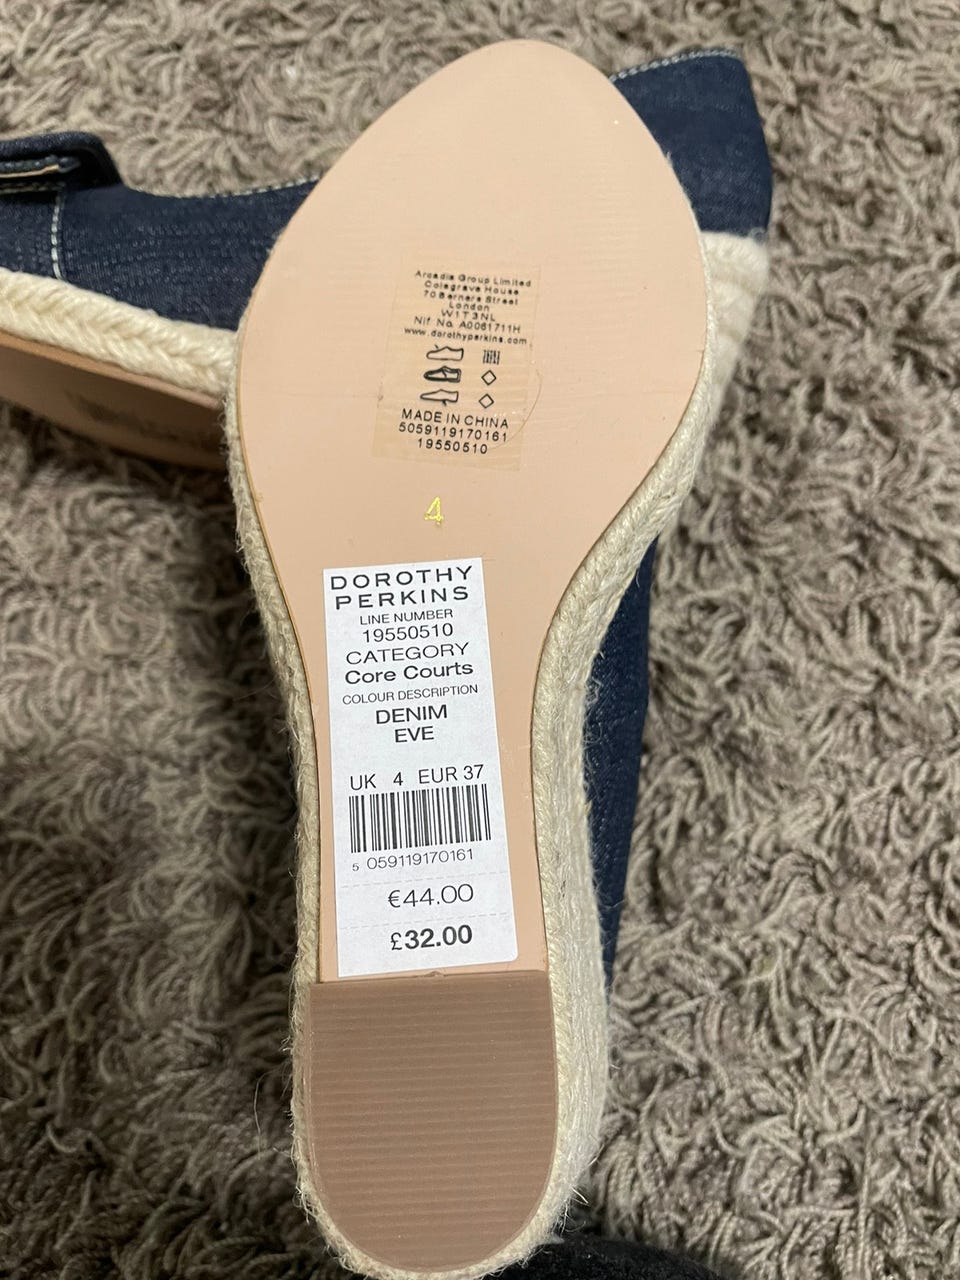 Arcadia Group Limited
Colegrave House
70 Berners Street
London
W1T3NL
Nif No. A0061711H
www.dorothyperkins.com
MADE IN CHINA
5059119170161
19550510
4
DOROTHY
PERKINS
LINE NUMBER
19550510
CATEGORY
Core Courts
COLOUR DESCRIPTION
DENIM
EVE
UK 4 EUR 37
5 059119170161
€44.00
£32.00